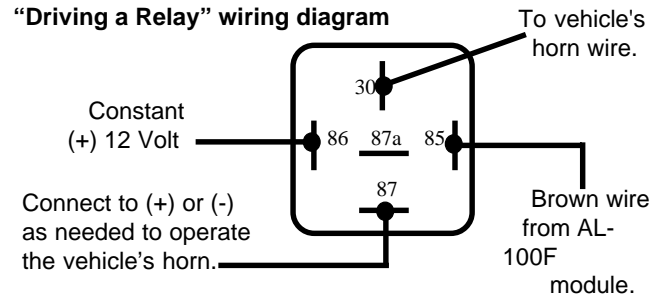 “Driving a Relay” wiring diagram
To vehicle's
horn wire.
30
Constant
(+) 12 Volt
86
87a
85
87
Connect to (+) or (-)
as needed to operate
the vehicle’s horn.
Brown wire
from AL-
100F
module.